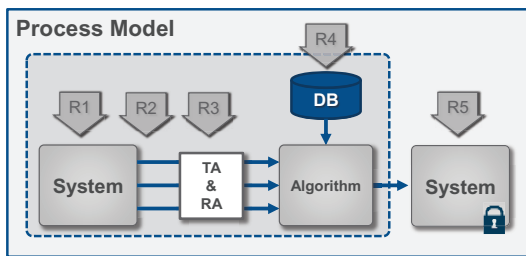 Process Model
R4
R1
R2
R3
R5
DB
System
TA
&
RA
Algorithm
System